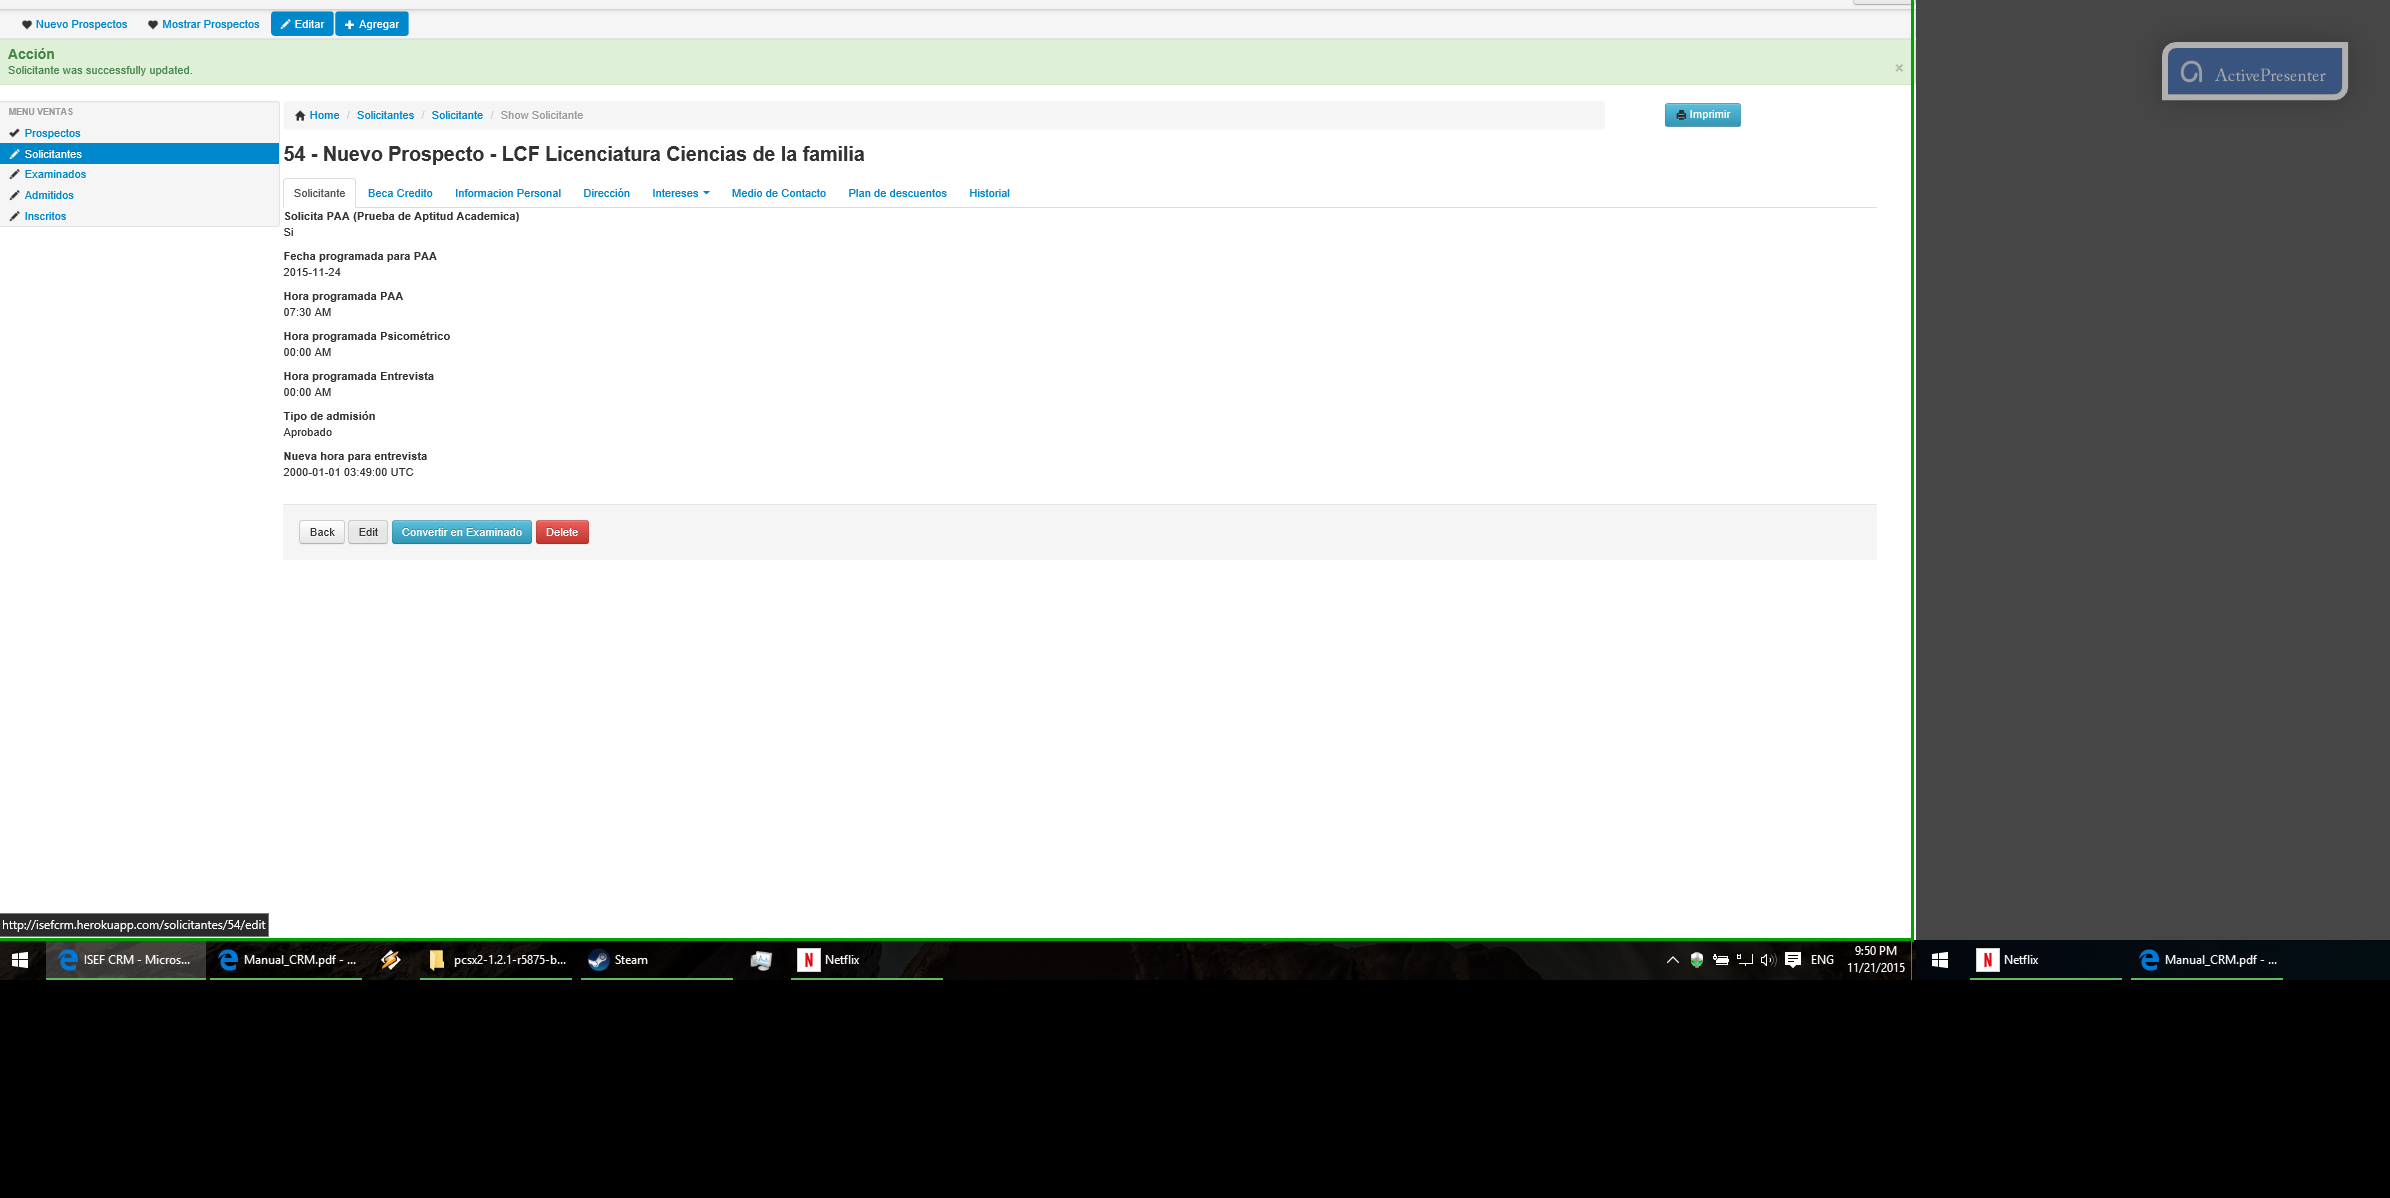 Nuevo Prospectos
Mostrar Prospectos
Editar
Agregar
Acción
Solicitante was successfully updated.
×
ActivePresenter
MENU VENTAS
Prospectos
Solicitantes
Examinados
Admitidos
Inscritos
Home / Solicitantes / Solicitante / Show Solicitante
Imprimir
54 - Nuevo Prospecto - LCF Licenciatura Ciencias de la familia
Solicitante Beca Credito Informacion Personal Dirección Intereses Medio de Contacto Plan de descuentos Historial
Solicita PAA (Prueba de Aptitud Academica)
Si
Fecha programada para PAA
2015-11-24
Hora programada PAA
07:30 AM
Hora programada Psicométrico
00:00 AM
Hora programada Entrevista
00:00 AM
Tipo de admisión
Aprobado
Nueva hora para entrevista
2000-01-01 03:49:00 UTC
Back Edit Convertir en Examinado Delete
http://isefcrm.herokuapp.com/solicitantes/54/edit
ISEF CRM - Micros...
Manual_CRM.pdf - ...
pcsx2-1.2.1-r5875-b...
Steam
N Netflix
ENG
9:50 PM
11/21/2015
N Netflix
Manual_CRM.pdf - ...